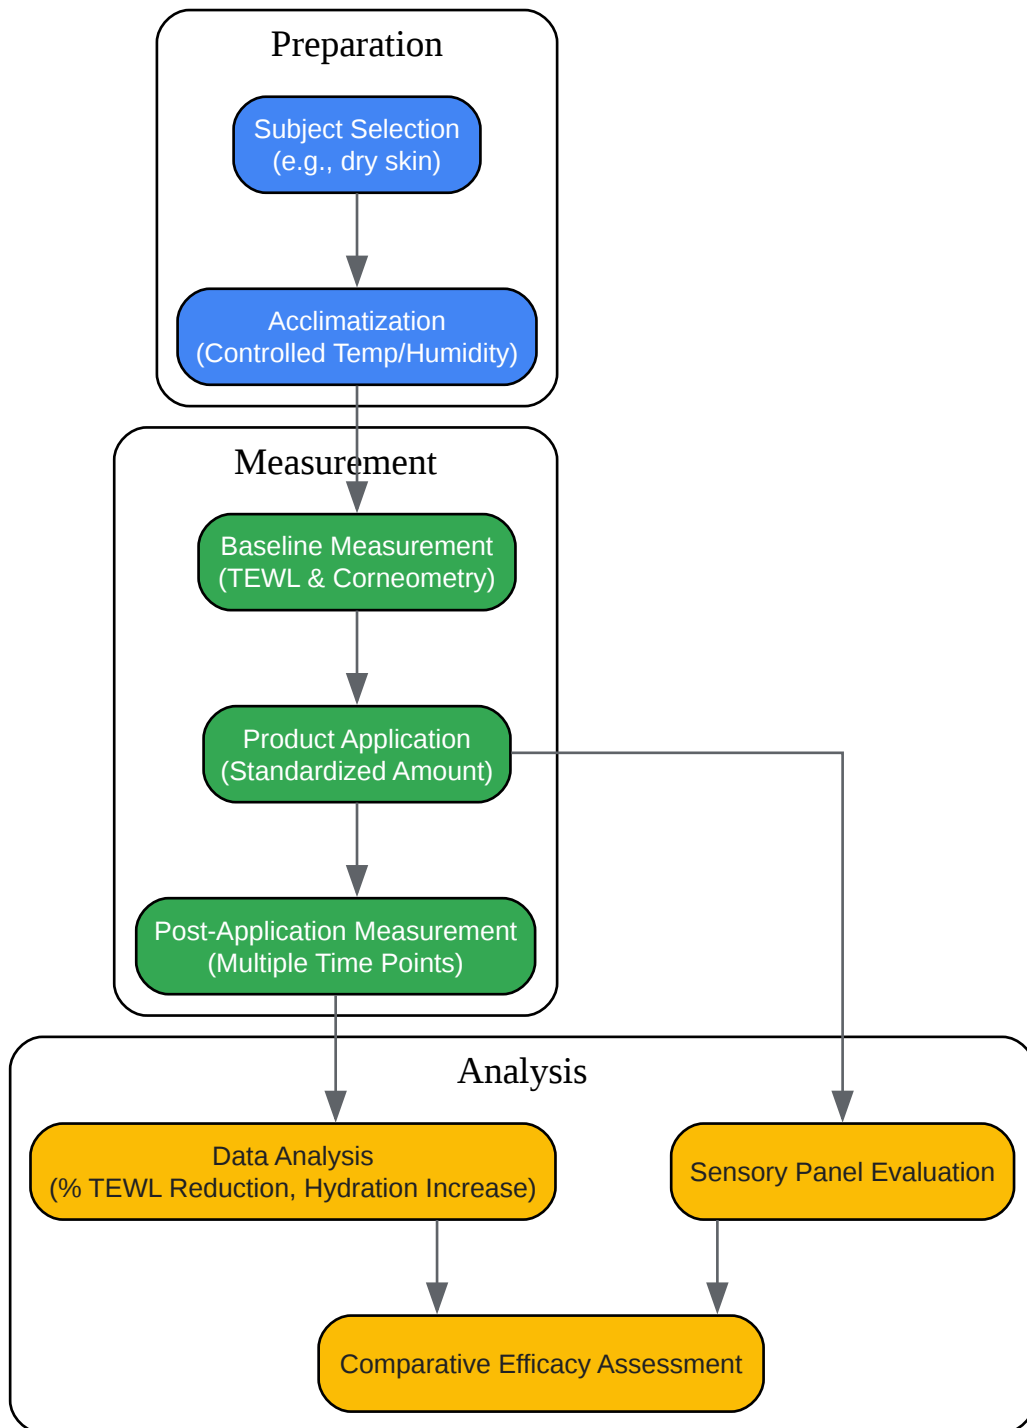 Preparation
Subject Selection
(e.g., dry skin)
Acclimatization
(Controlled Temp/Humidity)
Measurement
Baseline Measurement
(TEWL & Corneometry)
Product Application
(Standardized Amount)
Post-Application Measurement
(Multiple Time Points)
Analysis
Data Analysis
(% TEWL Reduction, Hydration Increase)
Sensory Panel Evaluation
Comparative Efficacy Assessment